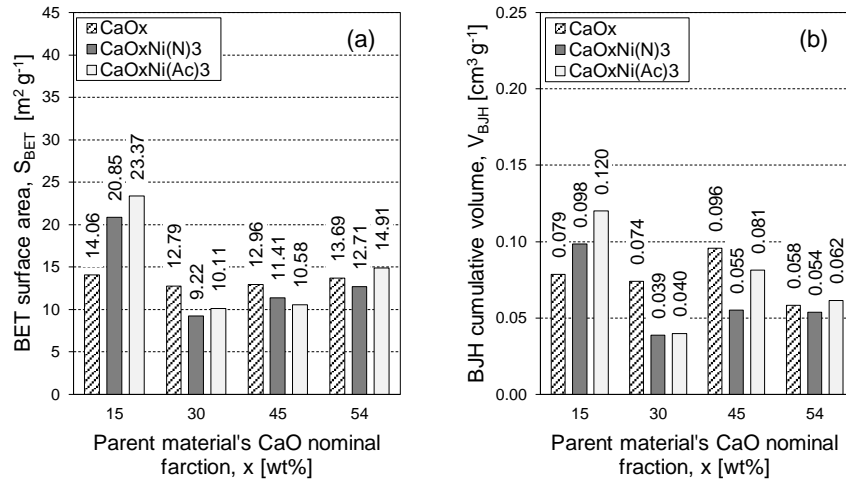 (a)
CaOx
CaOxNi(N)3
CaOxNi(Ac)3
BET surface area, S_BET [m² g⁻¹]
45
40
35
30
25
20
15
10
5
0
14.06
20.85
23.37
12.79
9.22
10.11
12.96
11.41
10.58
13.69
12.71
14.91
15 30 45 54
Parent material's CaO nominal
farction, x [wt%]
(b)
CaOx
CaOxNi(N)3
CaOxNi(Ac)3
BJH cumulative volume, V_BJH [cm³ g⁻¹]
0.25
0.20
0.15
0.10
0.05
0.00
0.079
0.098
0.120
0.074
0.039
0.040
0.096
0.055
0.081
0.058
0.054
0.062
15 30 45 54
Parent material's CaO nominal
fraction, x [wt%]